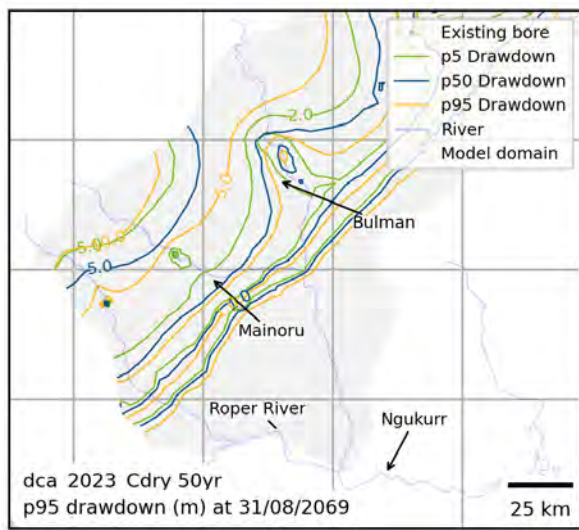 Existing bore
p5 Drawdown
p50 Drawdown
p95 Drawdown
River
Model domain
2.0
5.0
Bulman
5.0
5.0
Mainoru
Roper River
Ngukurr
dca 2023 Cdry 50yr
p95 drawdown (m) at 31/08/2069
25 km